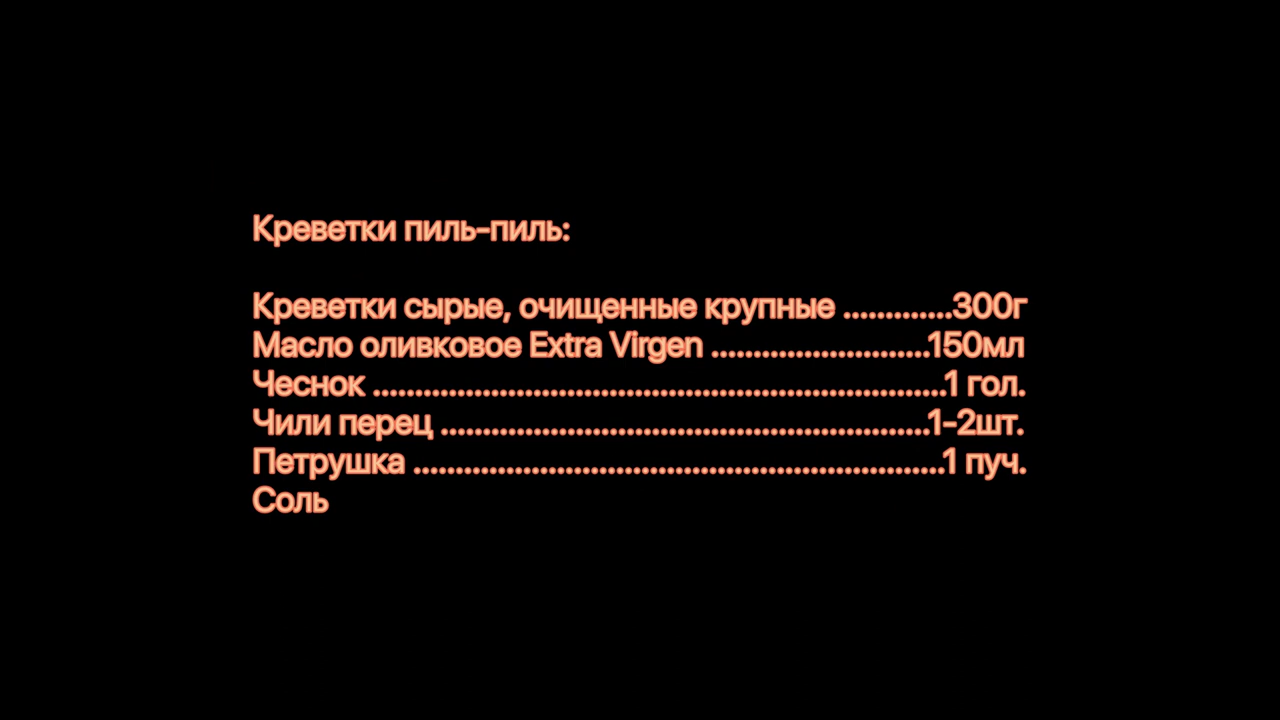 Креветки пиль-пиль:
Креветки сырые, очищенные крупные .............300г
Масло оливковое Extra Virgen ..........................150мл
Чеснок ....................................................................1 гол.
Чили перец ..........................................................1-2шт.
Петрушка ...............................................................1 пуч.
Соль